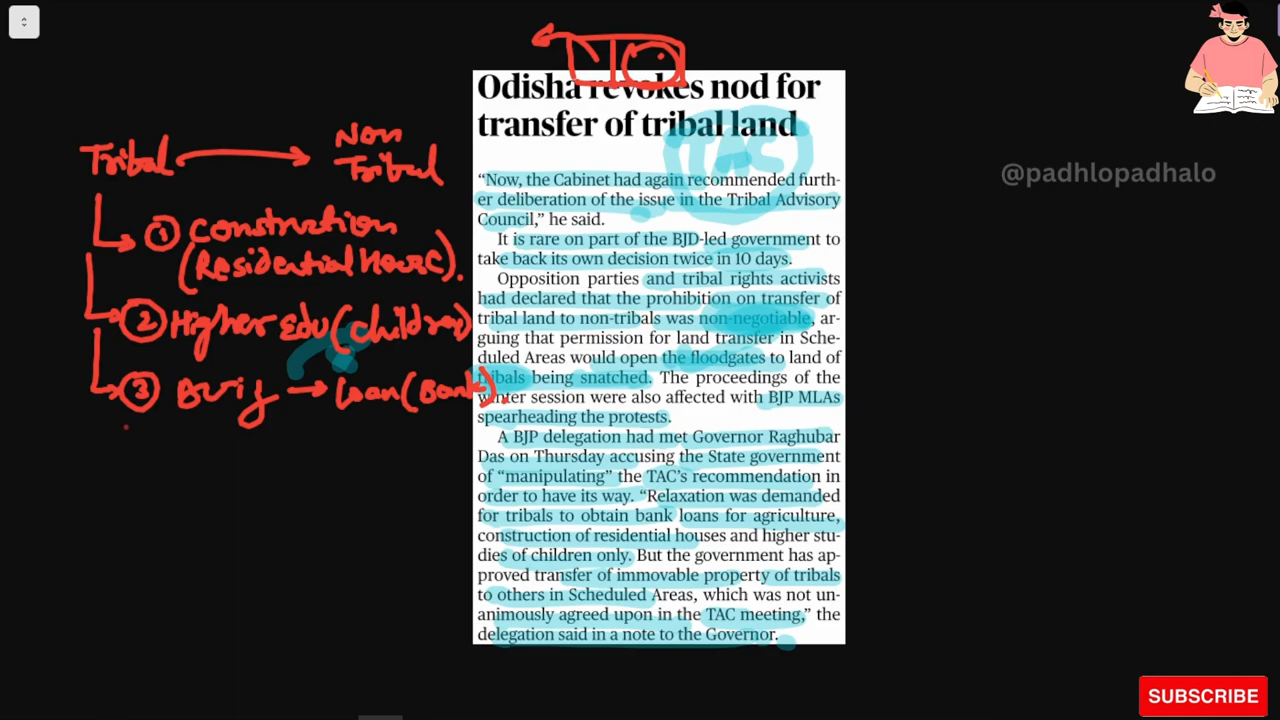 NO
Odisha revokes nod for
transfer of tribal land
TAC
“Now, the Cabinet had again recommended furth-
er deliberation of the issue in the Tribal Advisory
Council,” he said.
It is rare on part of the BJD-led government to
take back its own decision twice in 10 days.
Opposition parties and tribal rights activists
had declared that the prohibition on transfer of
tribal land to non-tribals was non-negotiable, ar-
guing that permission for land transfer in Sche-
duled Areas would open the floodgates to land of
tribals being snatched. The proceedings of the
winter session were also affected with BJP MLAs
spearheading the protests.
A BJP delegation had met Governor Raghubar
Das on Thursday accusing the State government
of “manipulating” the TAC’s recommendation in
order to have its way. “Relaxation was demanded
for tribals to obtain bank loans for agriculture,
construction of residential houses and higher stu-
dies of children only. But the government has ap-
proved transfer of immovable property of tribals
to others in Scheduled Areas, which was not un-
animously agreed upon in the TAC meeting,” the
delegation said in a note to the Governor.
Tribal → Non
Tribal
① Construction
(Residential House).
② Higher Edu (children)
③ → Loan (Bank).
@padhlopadhalo
SUBSCRIBE